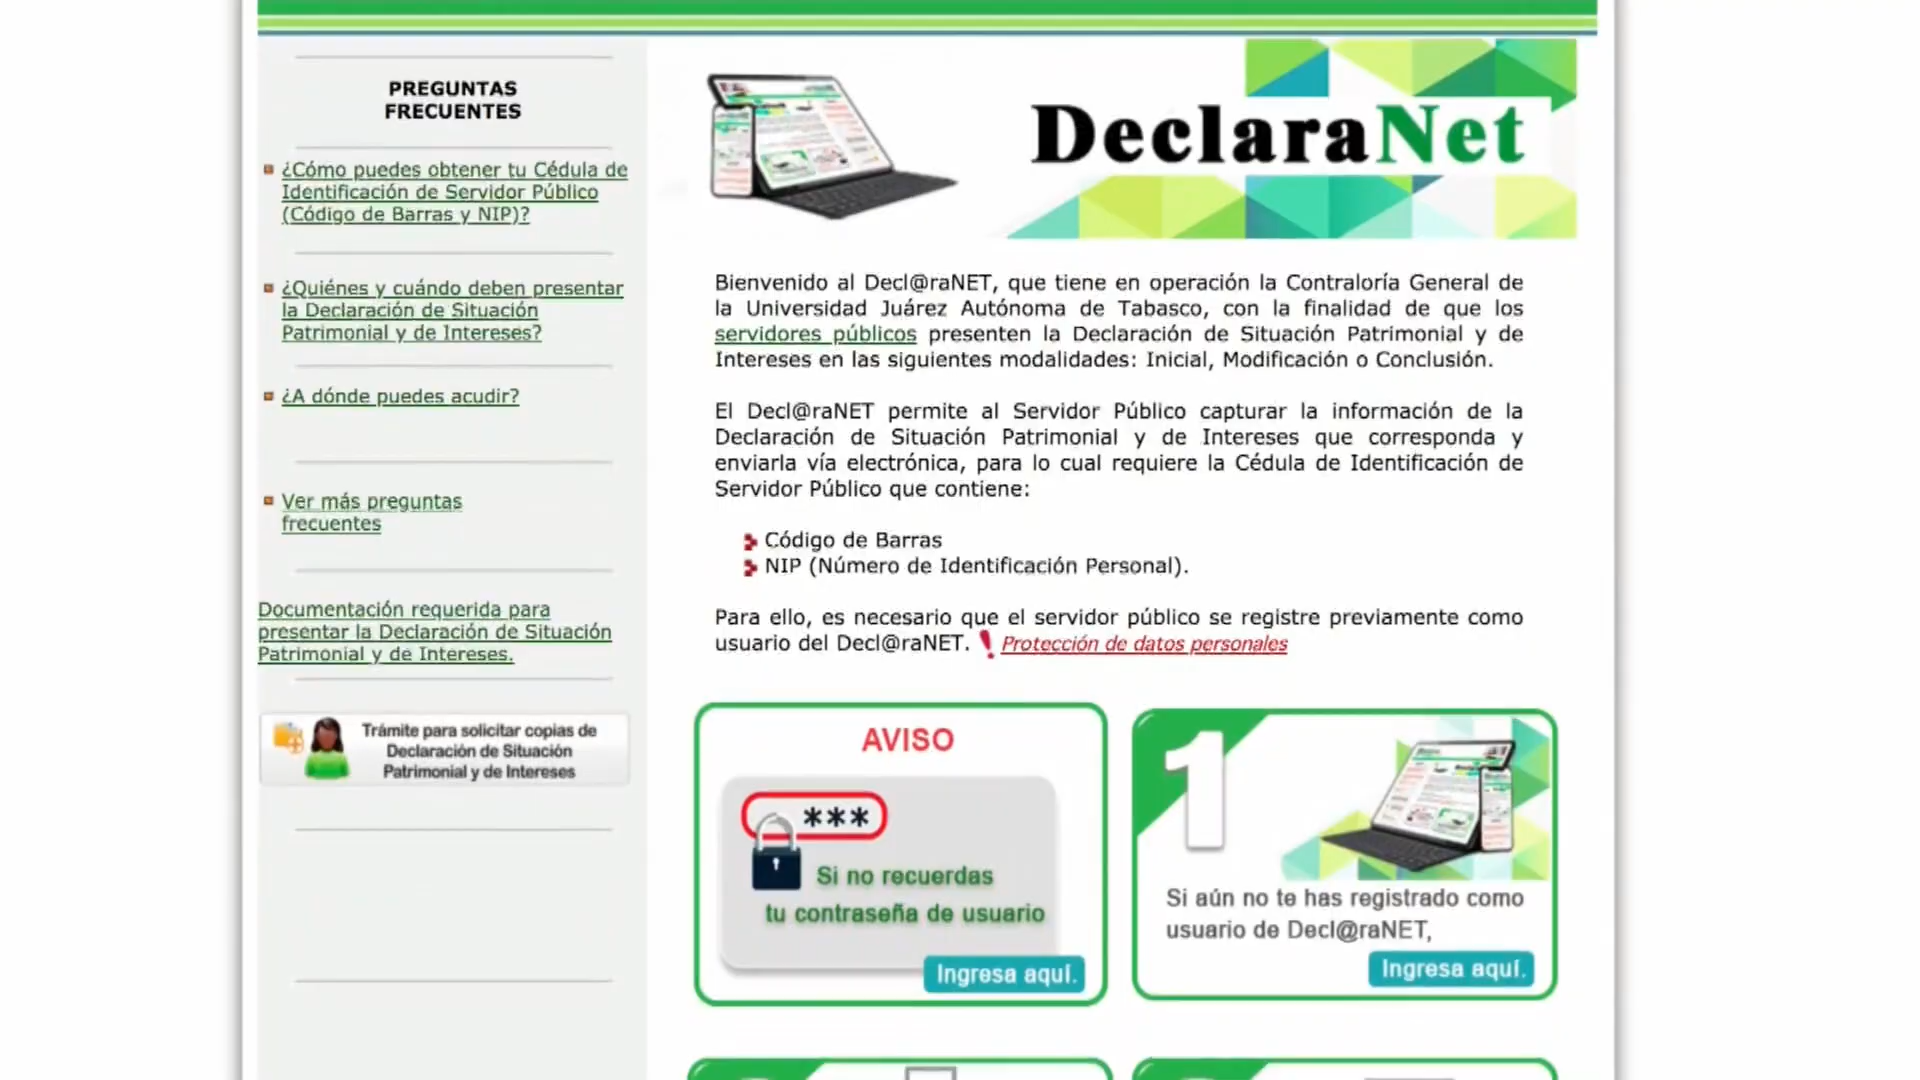 PREGUNTAS
FRECUENTES
¿Cómo puedes obtener tu Cédula de
Identificación de Servidor Público
(Código de Barras y NIP)?
¿Quiénes y cuándo deben presentar
la Declaración de Situación
Patrimonial y de Intereses?
¿A dónde puedes acudir?
Ver más preguntas
frecuentes
Documentación requerida para
presentar la Declaración de Situación
Patrimonial y de Intereses.
Trámite para solicitar copias de
Declaración de Situación
Patrimonial y de Intereses
DeclaraNet
Bienvenido al Decl@raNET, que tiene en operación la Contraloría General de
la Universidad Juárez Autónoma de Tabasco, con la finalidad de que los
servidores públicos presenten la Declaración de Situación Patrimonial y de
Intereses en las siguientes modalidades: Inicial, Modificación o Conclusión.
El Decl@raNET permite al Servidor Público capturar la información de la
Declaración de Situación Patrimonial y de Intereses que corresponda y
enviarla vía electrónica, para lo cual requiere la Cédula de Identificación de
Servidor Público que contiene:
Código de Barras
NIP (Número de Identificación Personal).
Para ello, es necesario que el servidor público se registre previamente como
usuario del Decl@raNET. Protección de datos personales
AVISO
***
Si no recuerdas
tu contraseña de usuario
Ingresa aquí.
1
Si aún no te has registrado como
usuario de Decl@raNET,
Ingresa aquí.